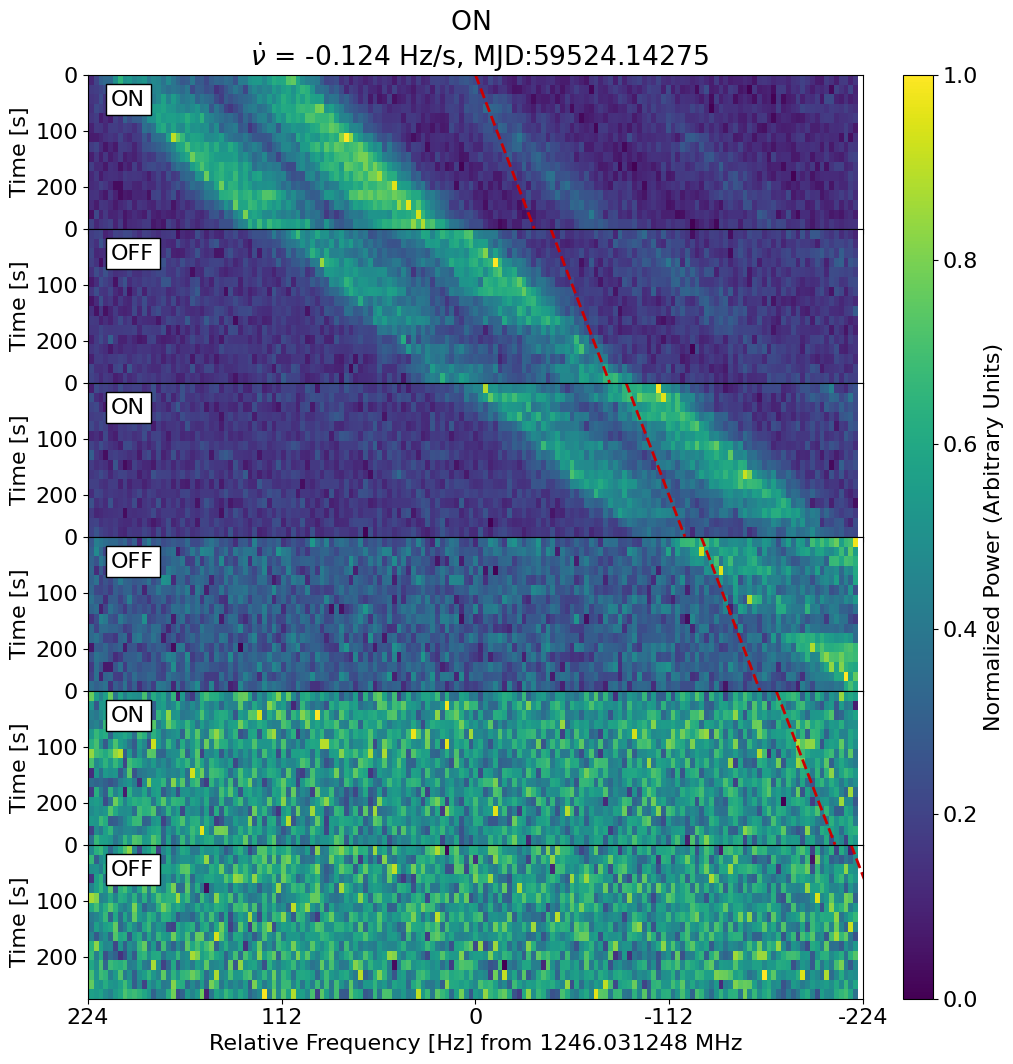 ON
ν̇ = -0.124 Hz/s, MJD:59524.14275
0
ON
100
200
Time [s]
0
OFF
100
200
Time [s]
0
ON
100
200
Time [s]
0
OFF
100
200
Time [s]
0
ON
100
200
Time [s]
0
OFF
100
200
Time [s]
224 112 0 -112 -224
Relative Frequency [Hz] from 1246.031248 MHz
1.0
0.8
0.6
0.4
0.2
0.0
Normalized Power (Arbitrary Units)